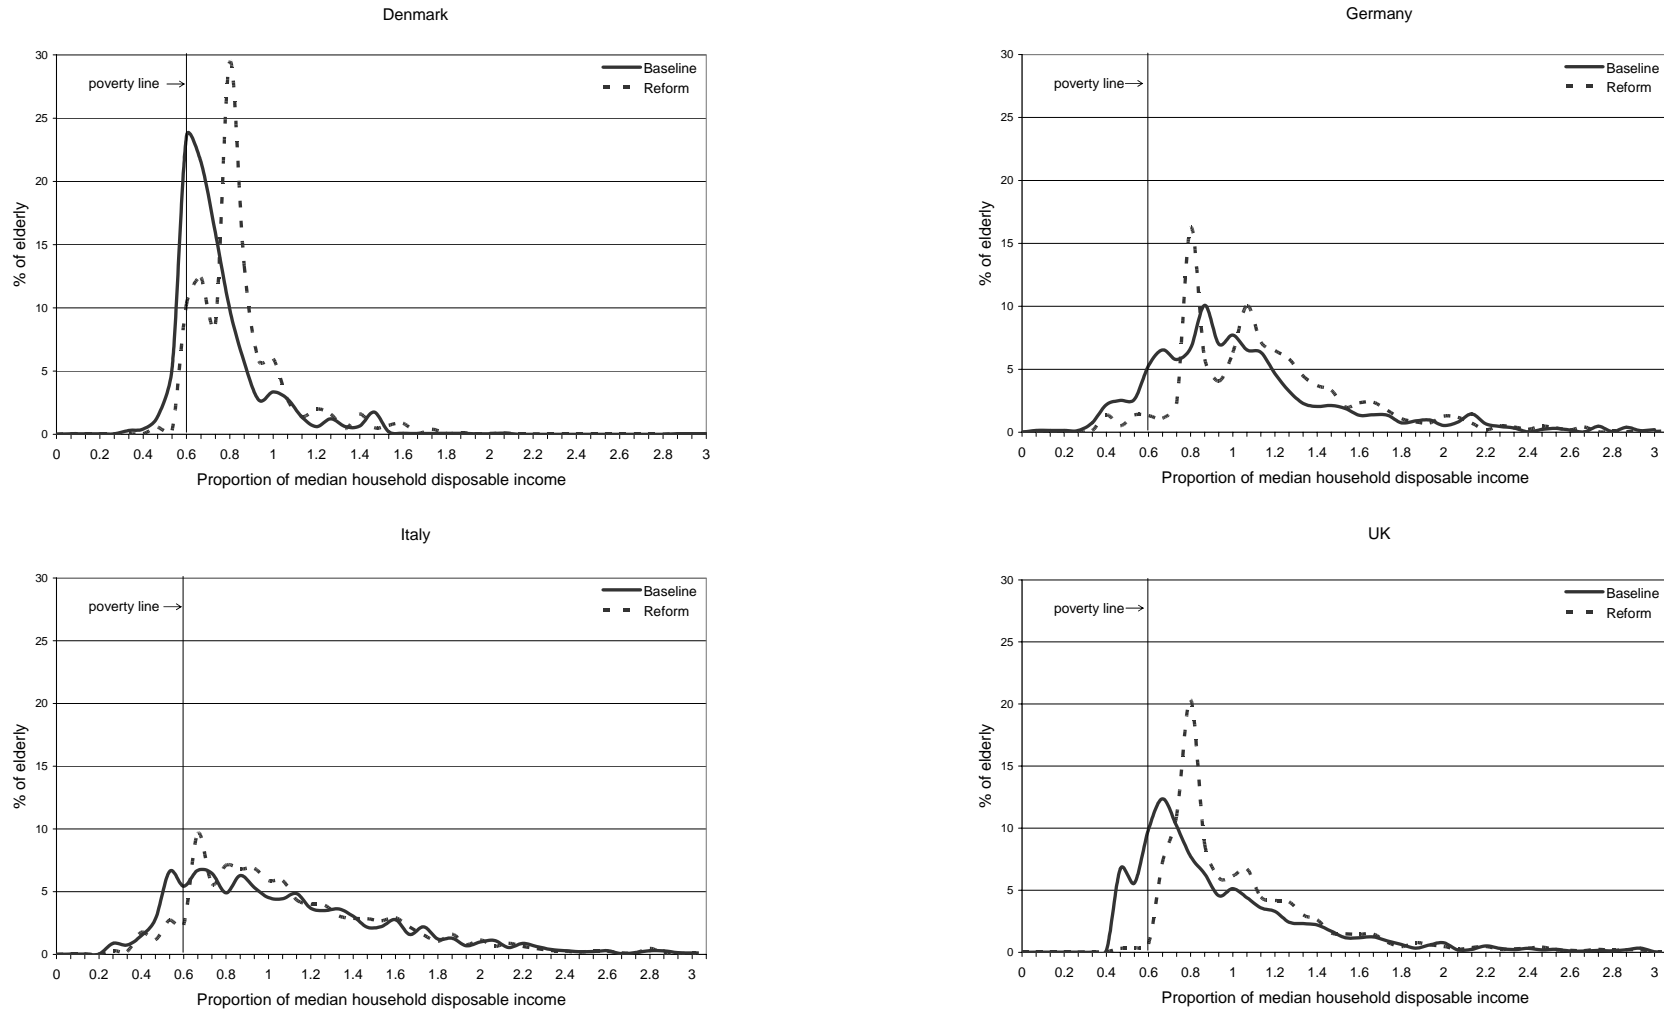 Denmark
30
25
20
15
10
5
0
% of elderly
poverty line
Baseline
Reform
0 0.2 0.4 0.6 0.8 1 1.2 1.4 1.6 1.8 2 2.2 2.4 2.6 2.8 3
Proportion of median household disposable income
Germany
30
25
20
15
10
5
0
% of elderly
poverty line
Baseline
Reform
0 0.2 0.4 0.6 0.8 1 1.2 1.4 1.6 1.8 2 2.2 2.4 2.6 2.8 3
Proportion of median household disposable income
Italy
30
25
20
15
10
5
0
% of elderly
poverty line
Baseline
Reform
0 0.2 0.4 0.6 0.8 1 1.2 1.4 1.6 1.8 2 2.2 2.4 2.6 2.8 3
Proportion of median household disposable income
UK
30
25
20
15
10
5
0
% of elderly
poverty line
Baseline
Reform
0 0.2 0.4 0.6 0.8 1 1.2 1.4 1.6 1.8 2 2.2 2.4 2.6 2.8 3
Proportion of median household disposable income